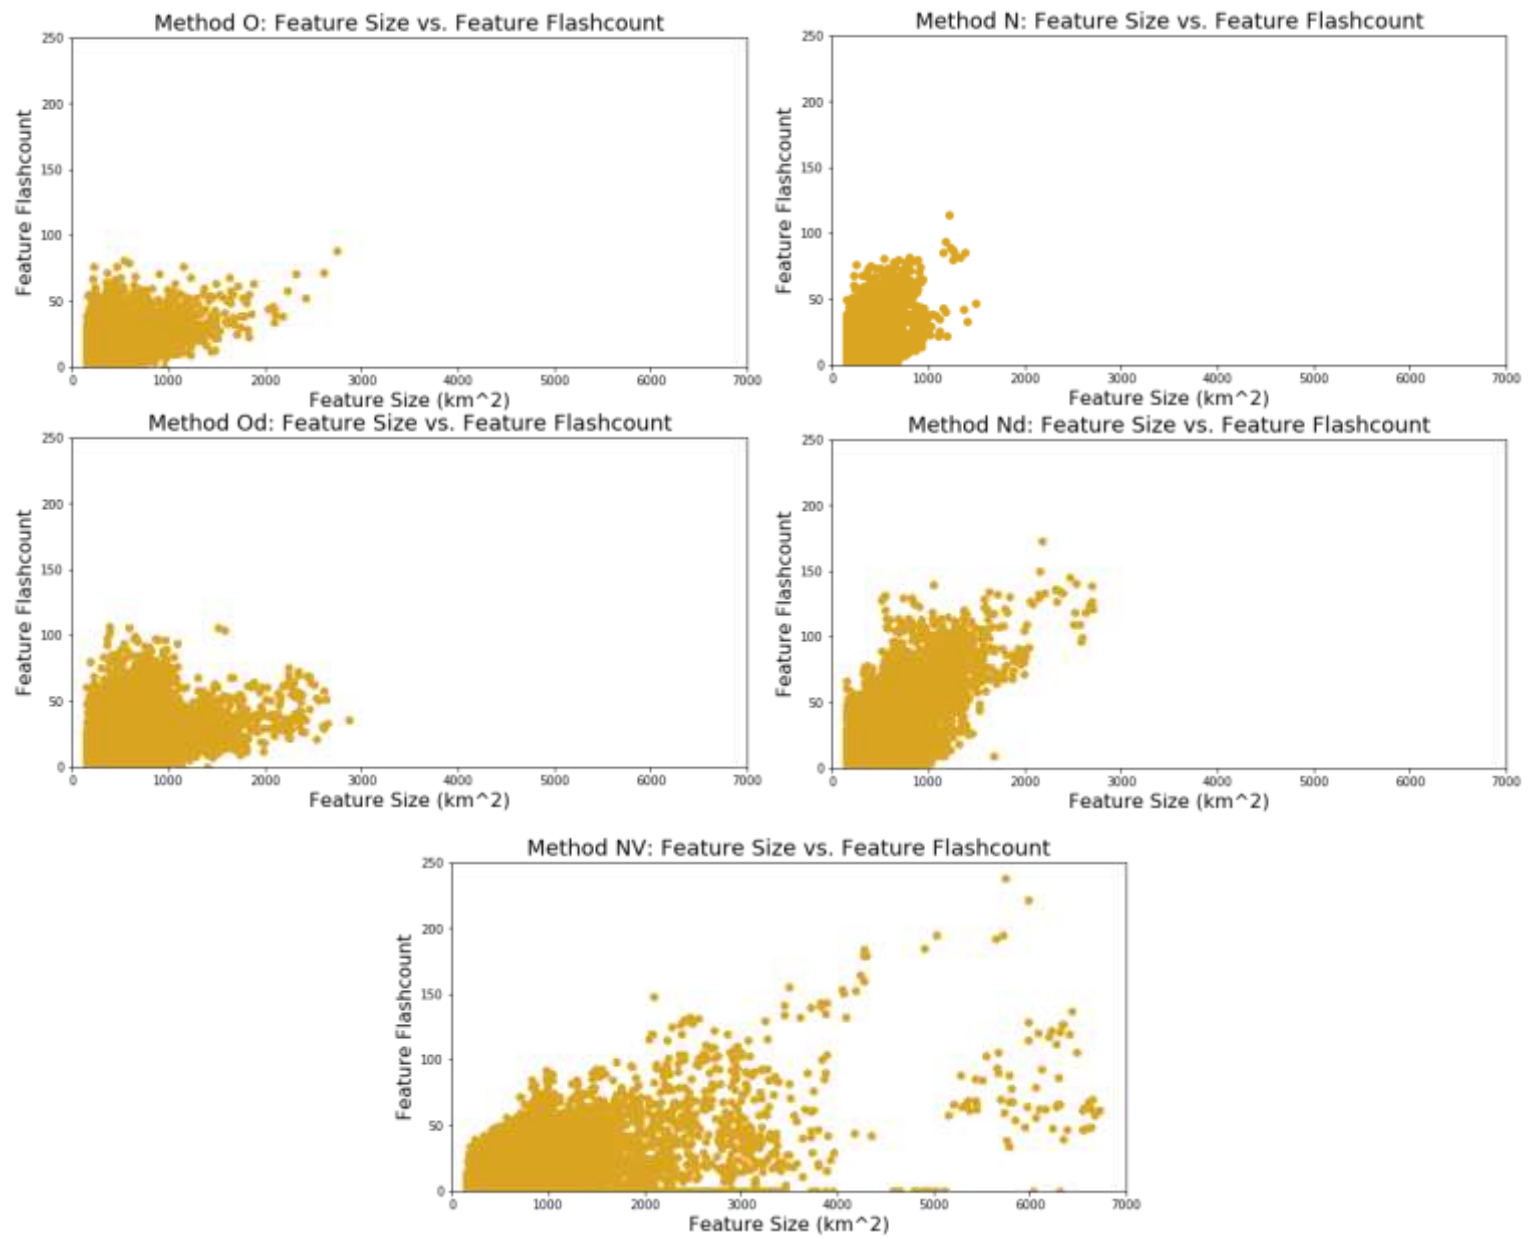 Method O: Feature Size vs. Feature Flashcount
250
200
150
100
50
0
Feature Flashcount
0 1000 2000 3000 4000 5000 6000 7000
Feature Size (km^2)
Method N: Feature Size vs. Feature Flashcount
250
200
150
100
50
0
Feature Flashcount
0 1000 2000 3000 4000 5000 6000 7000
Feature Size (km^2)
Method Od: Feature Size vs. Feature Flashcount
250
200
150
100
50
0
Feature Flashcount
0 1000 2000 3000 4000 5000 6000 7000
Feature Size (km^2)
Method Nd: Feature Size vs. Feature Flashcount
250
200
150
100
50
0
Feature Flashcount
0 1000 2000 3000 4000 5000 6000 7000
Feature Size (km^2)
Method NV: Feature Size vs. Feature Flashcount
250
200
150
100
50
0
Feature Flashcount
0 1000 2000 3000 4000 5000 6000 7000
Feature Size (km^2)